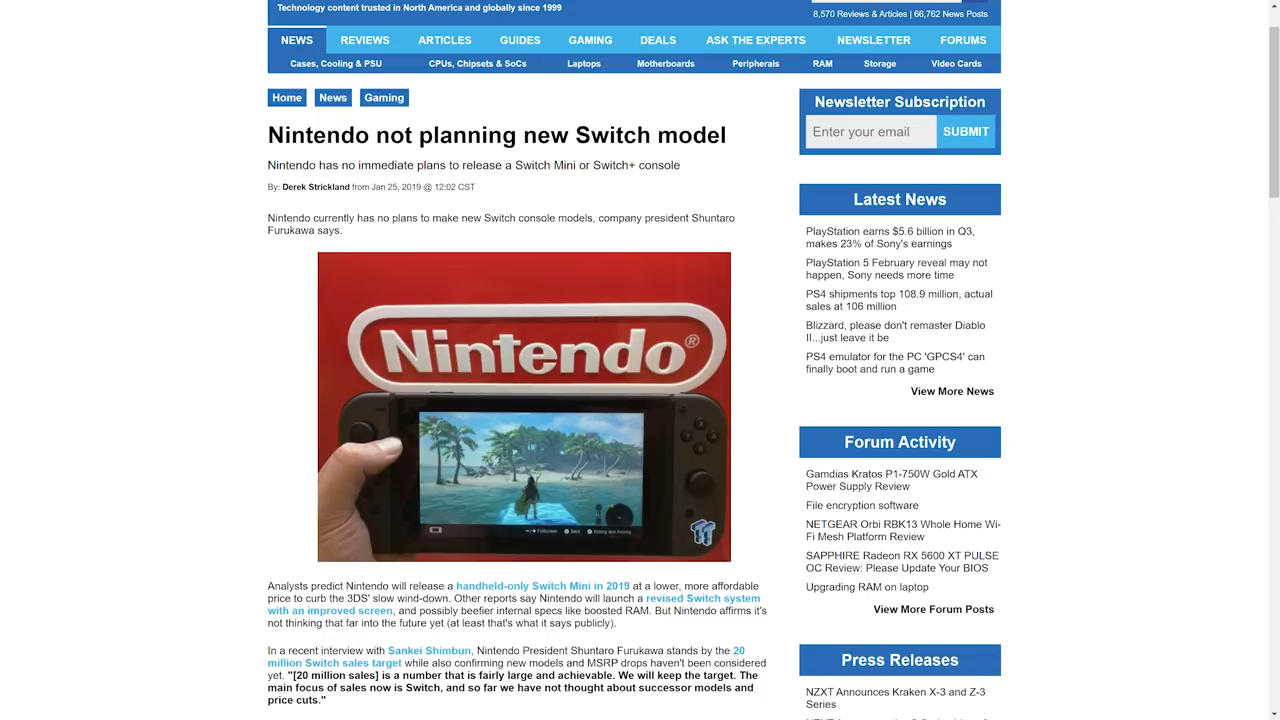 Technology content trusted in North America and globally since 1999
8,570 Reviews & Articles | 66,762 News Posts
NEWS REVIEWS ARTICLES GUIDES GAMING DEALS ASK THE EXPERTS NEWSLETTER FORUMS
Cases, Cooling & PSU CPUs, Chipsets & SoCs Laptops Motherboards Peripherals RAM Storage Video Cards
Home News Gaming
Nintendo not planning new Switch model
Nintendo has no immediate plans to release a Switch Mini or Switch+ console
By: Derek Strickland from Jan 25, 2019 @ 12:02 CST
Nintendo currently has no plans to make new Switch console models, company president Shuntaro
Furukawa says.
Nintendo®
Analysts predict Nintendo will release a handheld-only Switch Mini in 2019 at a lower, more affordable
price to curb the 3DS' slow wind-down. Other reports say Nintendo will launch a revised Switch system
with an improved screen, and possibly beefier internal specs like boosted RAM. But Nintendo affirms it's
not thinking that far into the future yet (at least that's what it says publicly).
In a recent interview with Sankei Shimbun, Nintendo President Shuntaro Furukawa stands by the 20
million Switch sales target while also confirming new models and MSRP drops haven't been considered
yet. "[20 million sales] is a number that is fairly large and achievable. We will keep the target. The
main focus of sales now is Switch, and so far we have not thought about successor models and
price cuts."
Newsletter Subscription
Enter your email SUBMIT
Latest News
PlayStation earns $5.6 billion in Q3,
makes 23% of Sony's earnings
PlayStation 5 February reveal may not
happen, Sony needs more time
PS4 shipments top 108.9 million, actual
sales at 106 million
Blizzard, please don't remaster Diablo
II...just leave it be
PS4 emulator for the PC 'GPCS4' can
finally boot and run a game
View More News
Forum Activity
Gamdias Kratos P1-750W Gold ATX
Power Supply Review
File encryption software
NETGEAR Orbi RBK13 Whole Home Wi-
Fi Mesh Platform Review
SAPPHIRE Radeon RX 5600 XT PULSE
OC Review: Please Update Your BIOS
Upgrading RAM on laptop
View More Forum Posts
Press Releases
NZXT Announces Kraken X-3 and Z-3
Series